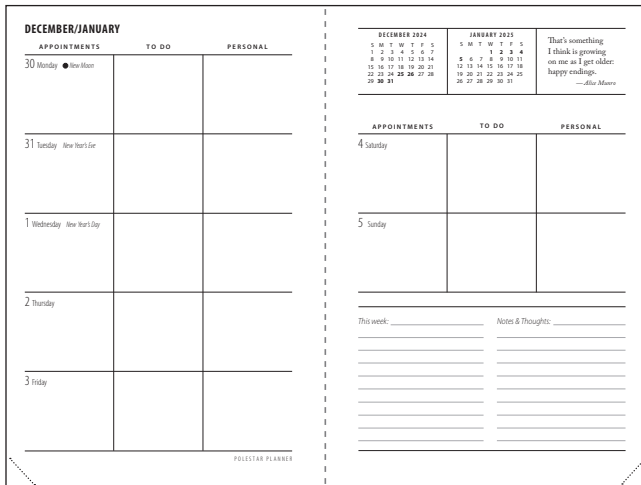 DECEMBER/JANUARY
APPOINTMENTS TO DO PERSONAL
30 Monday ● New Moon
31 Tuesday New Year's Eve
1 Wednesday New Year's Day
2 Thursday
3 Friday
POLESTAR PLANNER
DECEMBER 2024
S M T W T F S
1 2 3 4 5 6 7
8 9 10 11 12 13 14
15 16 17 18 19 20 21
22 23 24 25 26 27 28
29 30 31
JANUARY 2025
S M T W T F S
1 2 3 4
5 6 7 8 9 10 11
12 13 14 15 16 17 18
19 20 21 22 23 24 25
26 27 28 29 30 31
That's something
I think is growing
on me as I get older:
happy endings.
— Alice Munro
APPOINTMENTS TO DO PERSONAL
4 Saturday
5 Sunday
This week:
Notes & Thoughts: